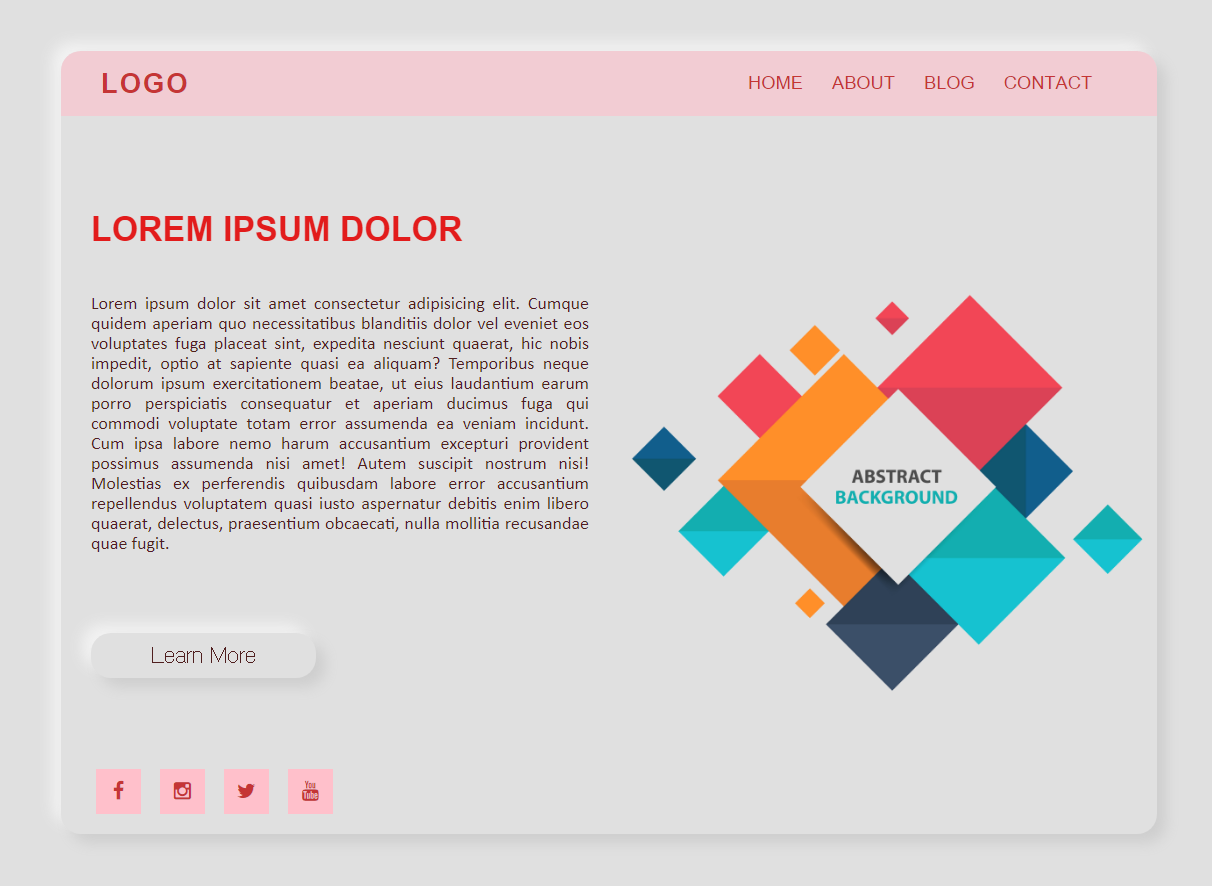 LOGO
HOME ABOUT BLOG CONTACT
LOREM IPSUM DOLOR
Lorem ipsum dolor sit amet consectetur adipisicing elit. Cumque
quidem aperiam quo necessitatibus blanditiis dolor vel eveniet eos
voluptates fuga placeat sint, expedita nesciunt quaerat, hic nobis
impedit, optio at sapiente quasi ea aliquam? Temporibus neque
dolorum ipsum exercitationem beatae, ut eius laudantium earum
porro perspiciatis consequatur et aperiam ducimus fuga qui
commodi voluptate totam error assumenda ea veniam incidunt.
Cum ipsa labore nemo harum accusantium excepturi provident
possimus assumenda nisi amet! Autem suscipit nostrum nisi!
Molestias ex perferendis quibusdam labore error accusantium
repellendus voluptatem quasi iusto aspernatur debitis enim libero
quaerat, delectus, praesentium obcaecati, nulla mollitia recusandae
quae fugit.
ABSTRACT
BACKGROUND
Learn More
You
Tube